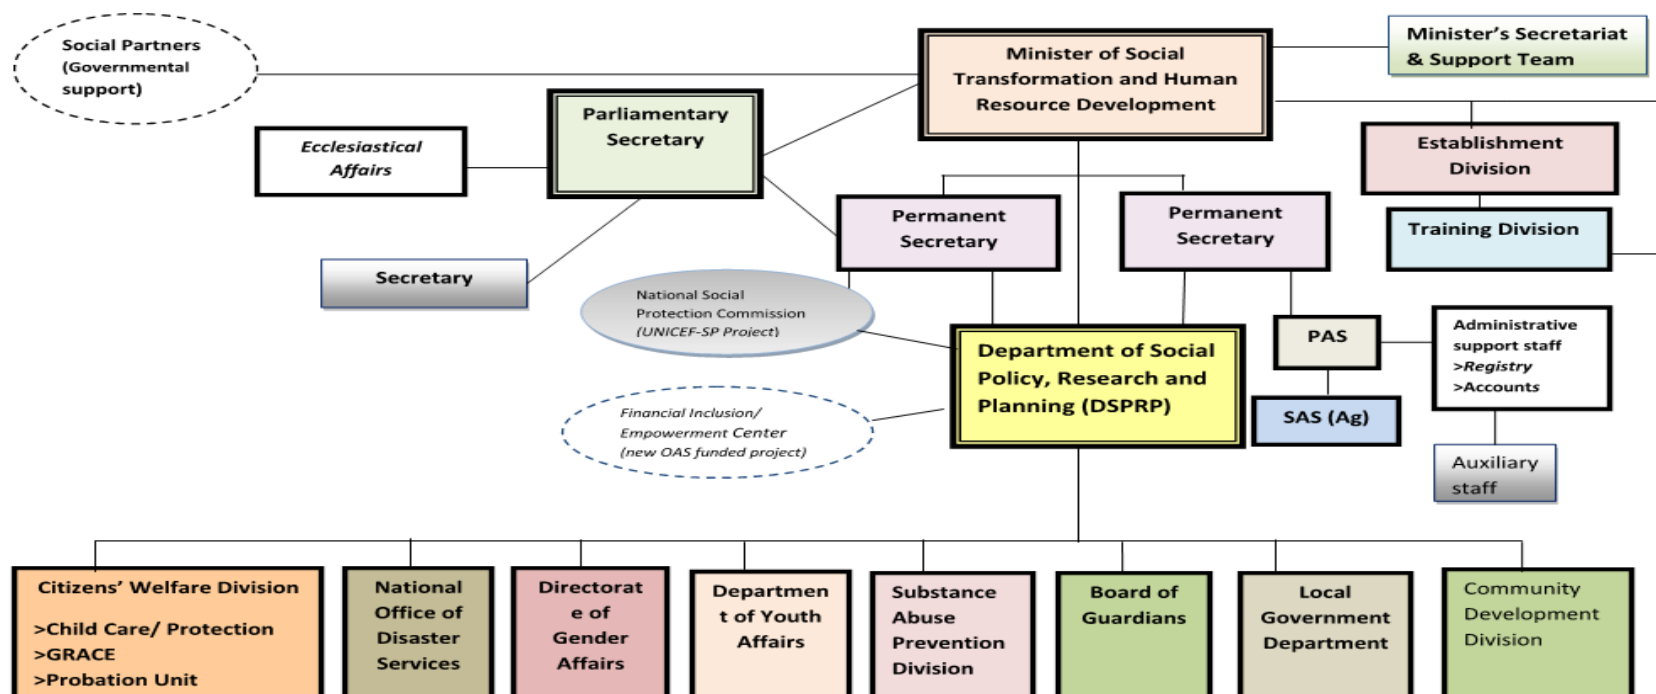 Social Partners
(Governmental
support)
Minister of Social
Transformation and Human
Resource Development
Minister’s Secretariat
& Support Team
Parliamentary
Secretary
Ecclesiastical
Affairs
Establishment
Division
Permanent
Secretary
Permanent
Secretary
Training Division
Secretary
National Social
Protection Commission
(UNICEF-SP Project)
Department of Social
Policy, Research and
Planning (DSPRP)
PAS
Administrative
support staff
>Registry
>Accounts
SAS (Ag)
Financial Inclusion/
Empowerment Center
(new OAS funded project)
Auxiliary
staff
Citizens’ Welfare Division
>Child Care/ Protection
>GRACE
>Probation Unit
National
Office of
Disaster
Services
Directorat
e of
Gender
Affairs
Departmen
t of Youth
Affairs
Substance
Abuse
Prevention
Division
Board of
Guardians
Local
Government
Department
Community
Development
Division